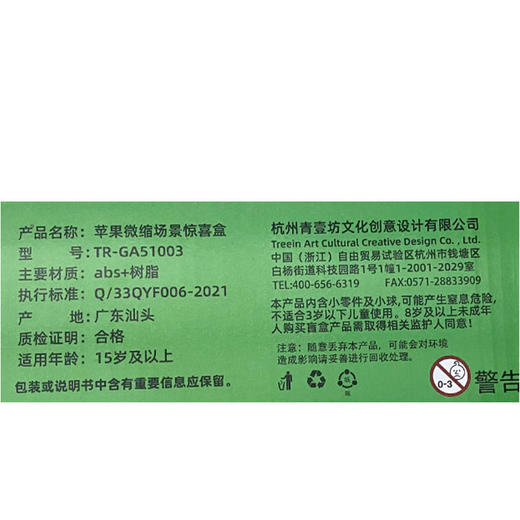 产品名称：苹果微缩场景惊喜盒
型 号：TR-GA51003
主要材质：abs+树脂
执行标准：Q/33QYF006-2021
产 地：广东汕头
质检证明：合格
适用年龄：15岁及以上
包装或说明书中含有重要信息应保留。
杭州青壹坊文化创意设计有限公司
Treein Art Cultural Creative Design Co. , Ltd.
中国（浙江）自由贸易试验区杭州市钱塘区
白杨街道科技园路1号1幢1-2001-2029室
TEL:400-656-6319 FAX:0571-28833909
本产品内含小零件及小球,可能产生窒息危险,
不适合3岁以下儿童使用。8岁及以上未成年
人购买盲盒产品需取得相关监护人同意！
注意：随意丢弃本产品，可能会对环境
造成影响请妥善进行回收处理。
0-3
警告